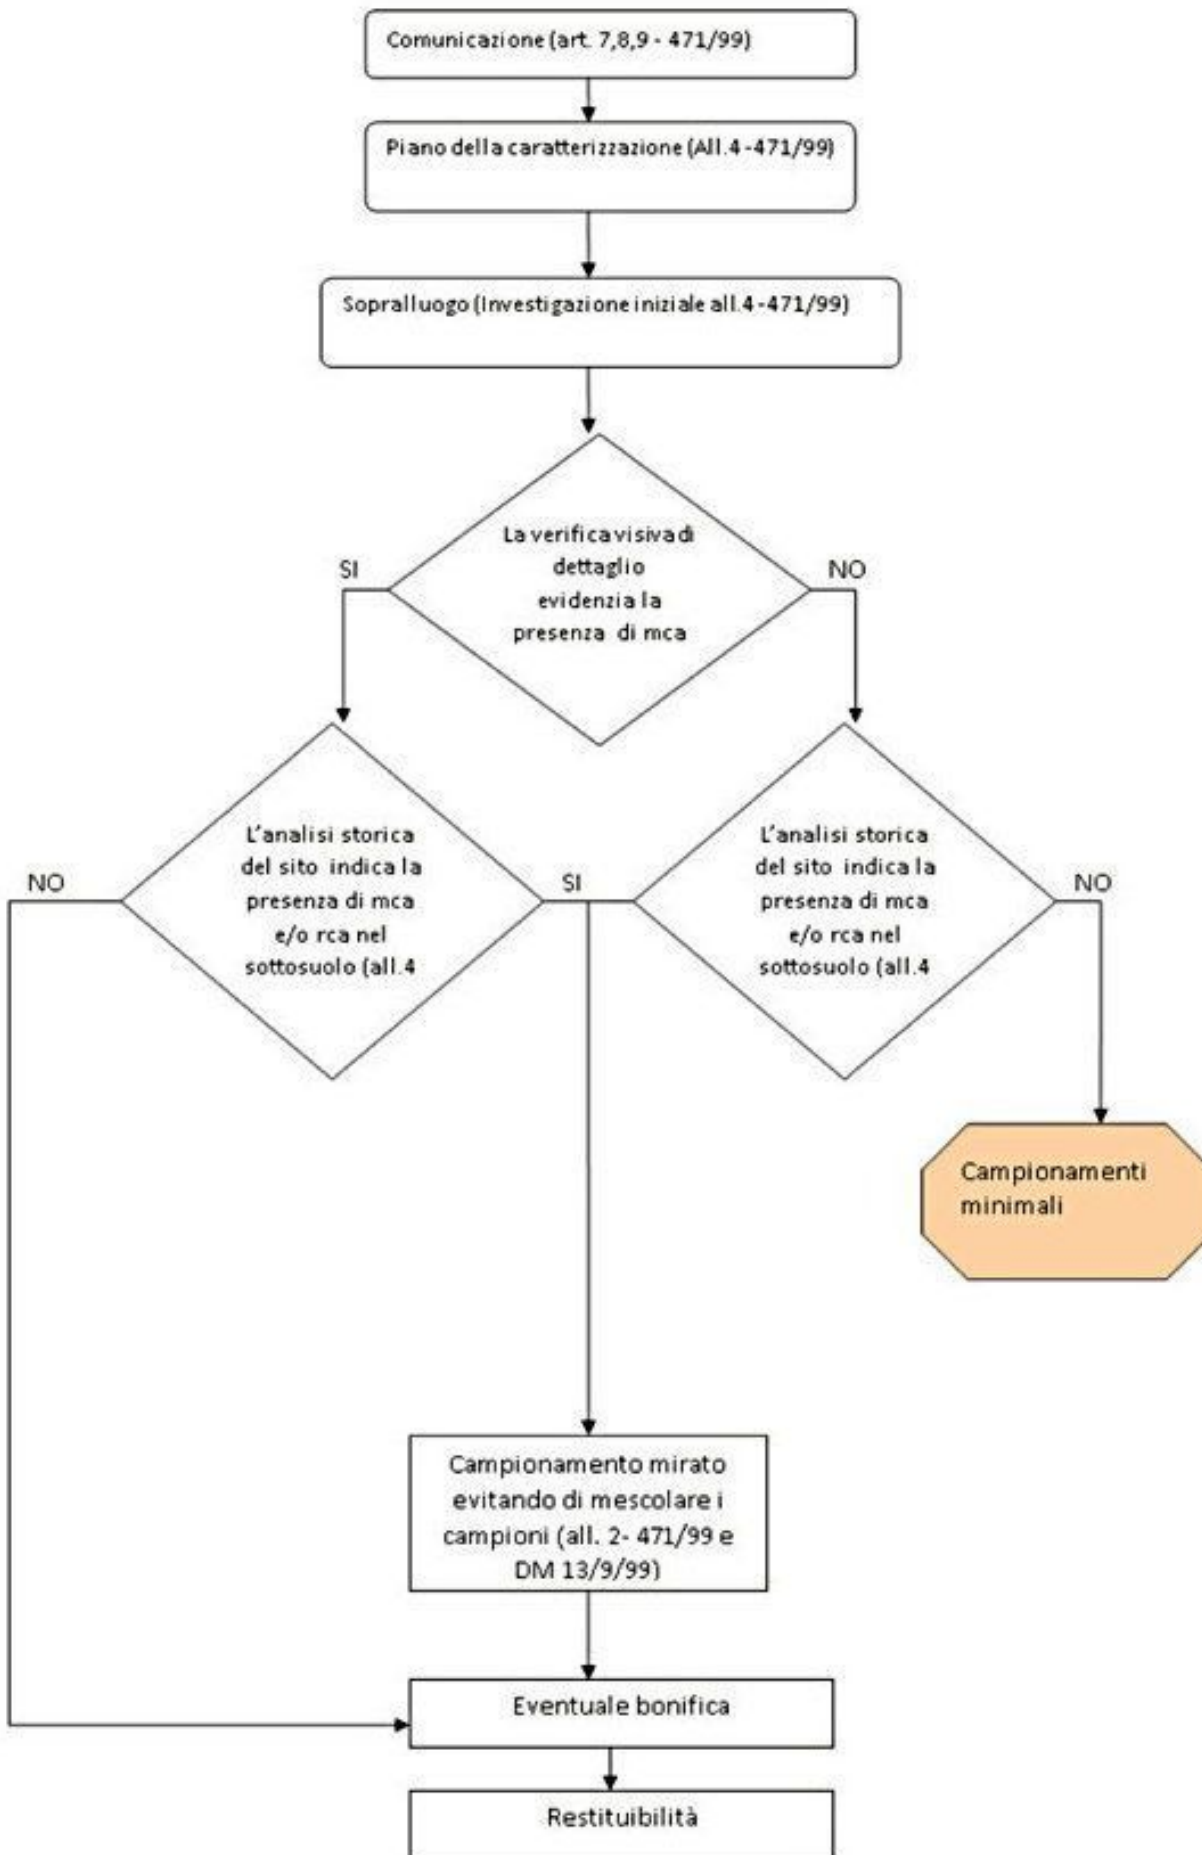 Comunicazione (art. 7,8,9 - 471/99)
Piano della caratterizzazione (All.4 -471/99)
Sopralluogo (Investigazione iniziale all.4 -471/99)
La verifica visiva di
dettaglio
evidenzia la
presenza di mca
SI
NO
L'analisi storica
del sito indica la
presenza di mca
e/o rca nel
sottosuolo (all.4
L'analisi storica
del sito indica la
presenza di mca
e/o rca nel
sottosuolo (all.4
NO
SI
NO
Campionamenti
minimali
Campionamento mirato
evitando di mescolare i
campioni (all. 2- 471/99 e
DM 13/9/99)
Eventuale bonifica
Restituibilità